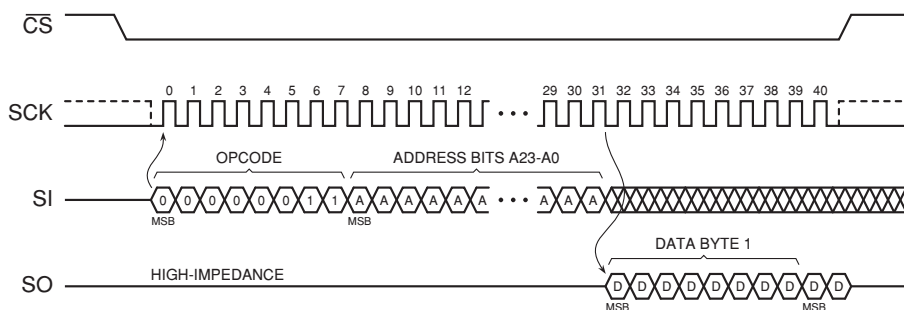 CS
SCK
0 1 2 3 4 5 6 7 8 9 10 11 12 29 30 31 32 33 34 35 36 37 38 39 40
OPCODE
ADDRESS BITS A23-A0
SI
0 0 0 0 0 0 1 1 A A A A A A A A A
MSB
MSB
DATA BYTE 1
SO
HIGH-IMPEDANCE
D D D D D D D D D D
MSB
MSB